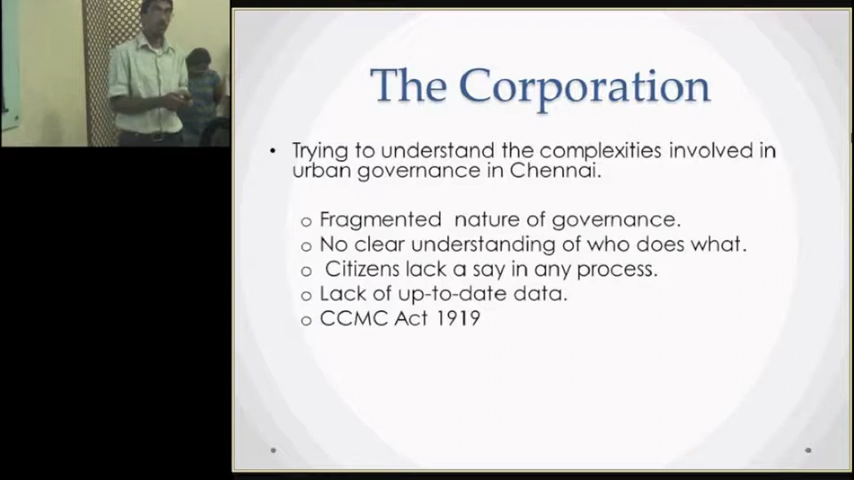 The Corporation
• Trying to understand the complexities involved in
urban governance in Chennai.
o Fragmented nature of governance.
o No clear understanding of who does what.
o Citizens lack a say in any process.
o Lack of up-to-date data.
o CCMC Act 1919